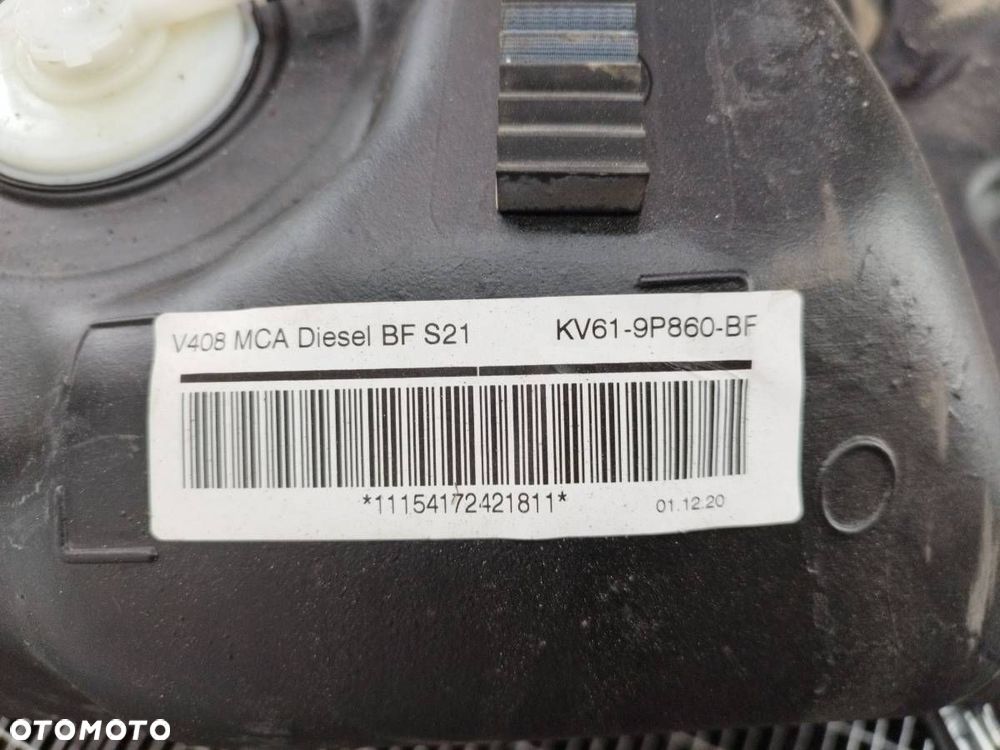 V408 MCA Diesel BF S21 KV61-9P860-BF
*11154172421811* 01.12.20
OTOMOTO